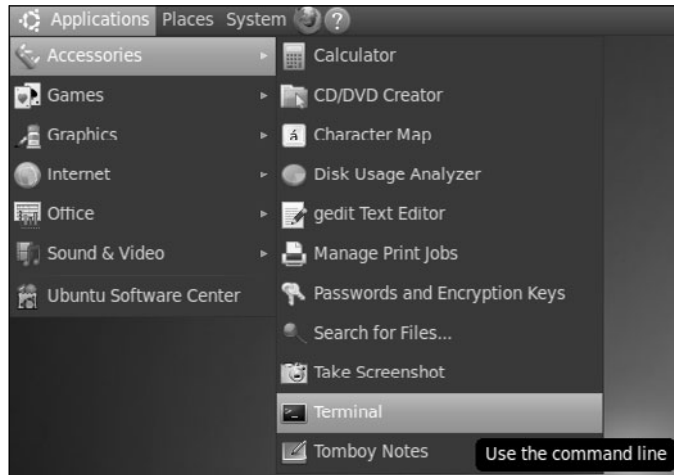 Applications Places System ?
Accessories
Games
Graphics
Internet
Office
Sound & Video
Ubuntu Software Center
Calculator
CD/DVD Creator
á Character Map
Disk Usage Analyzer
gedit Text Editor
Manage Print Jobs
Passwords and Encryption Keys
Search for Files...
Take Screenshot
>_ Terminal
Tomboy Notes
Use the command line